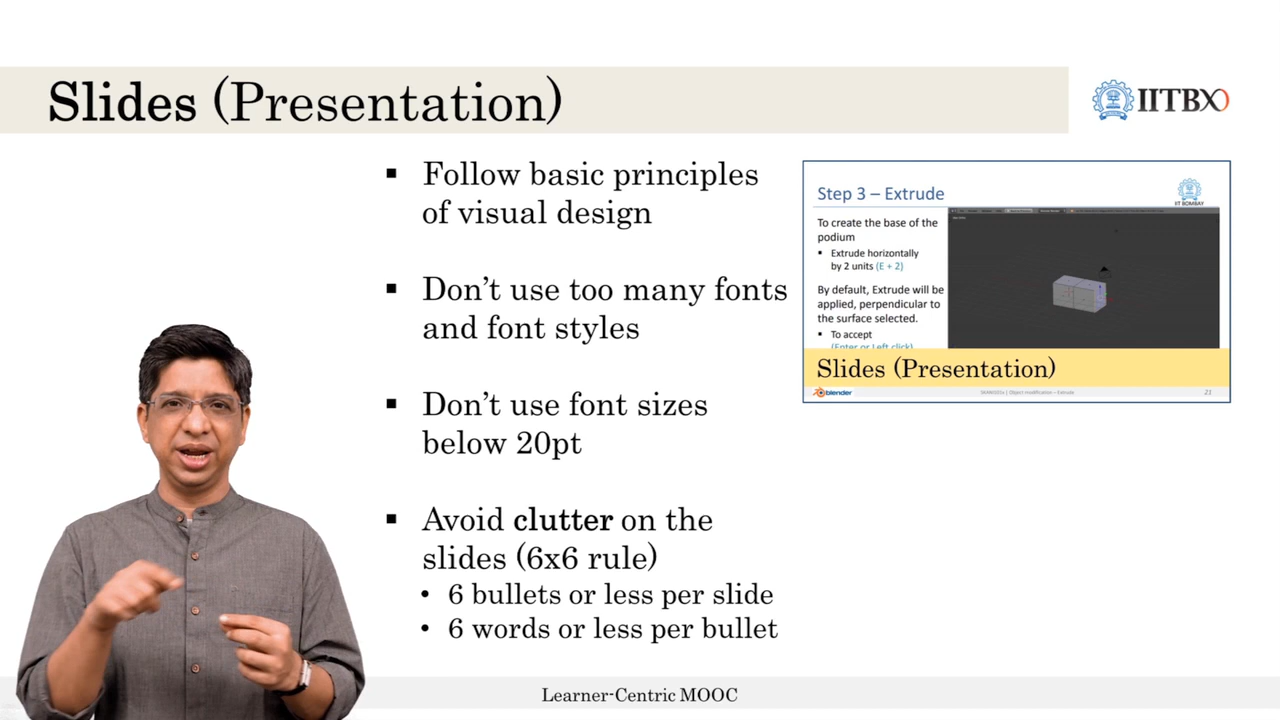 Slides (Presentation)
IITBX
▪ Follow basic principles
of visual design
▪ Don’t use too many fonts
and font styles
▪ Don’t use font sizes
below 20pt
▪ Avoid clutter on the
slides (6x6 rule)
• 6 bullets or less per slide
• 6 words or less per bullet
Step 3 – Extrude
IIT BOMBAY
To create the base of the
podium
▪ Extrude horizontally
by 2 units (E + 2)
By default, Extrude will be
applied, perpendicular to
the surface selected.
▪ To accept
(Enter or Left click)
Slides (Presentation)
blender
Object modification – Extrude
21
Learner-Centric MOOC